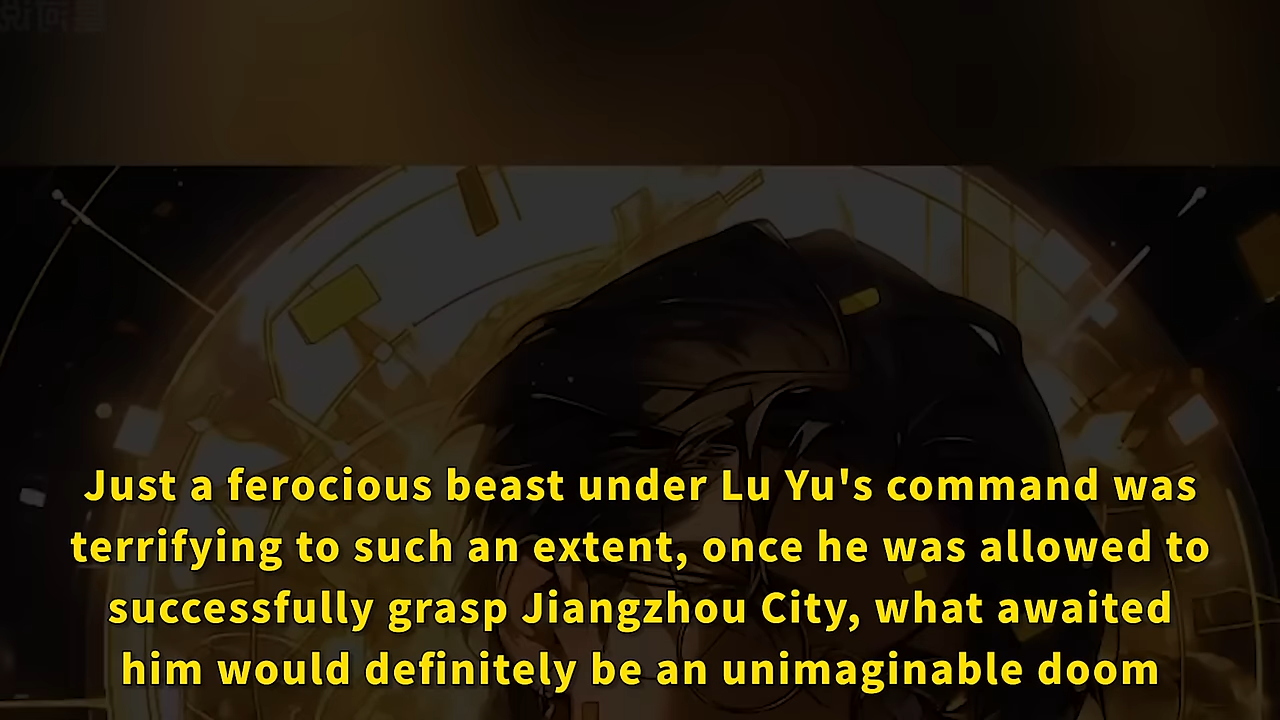 Just a ferocious beast under Lu Yu's command was
terrifying to such an extent, once he was allowed to
successfully grasp Jiangzhou City, what awaited
him would definitely be an unimaginable doom